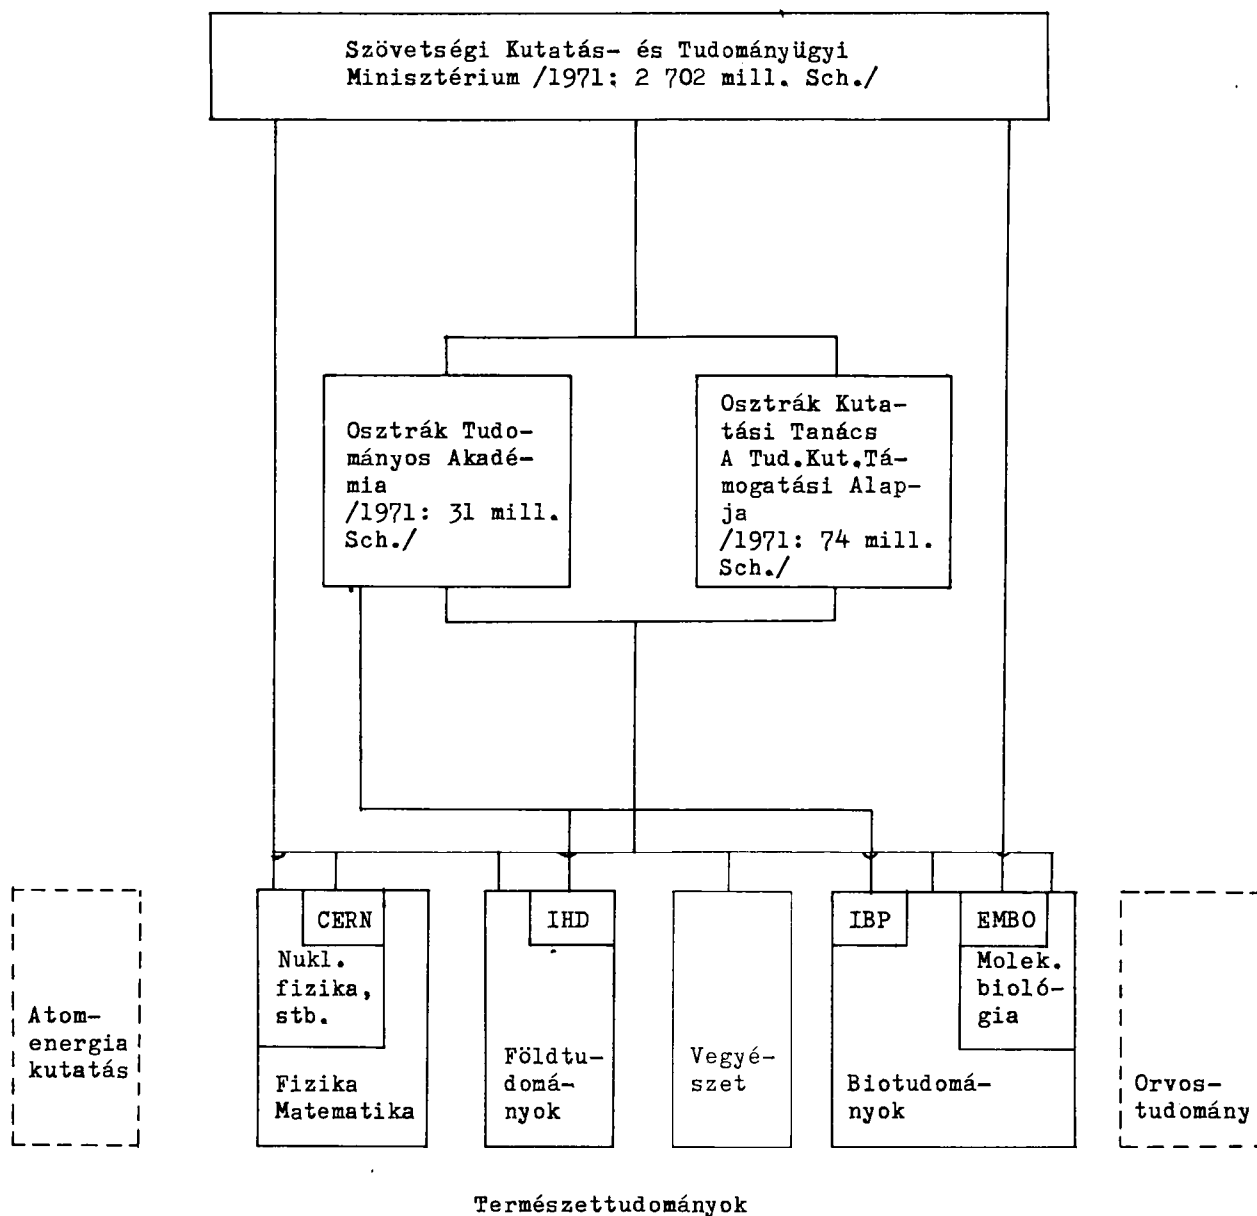 Szövetségi Kutatás- és Tudományügyi
Minisztérium /1971: 2 702 mill. Sch./
Osztrák Tudo-
mányos Akadé-
mia
/1971: 31 mill.
Sch./
Osztrák Kuta-
tási Tanács
A Tud.Kut.Tá-
mogatási Alap-
ja
/1971: 74 mill.
Sch./
Atom-
energia
kutatás
CERN
Nukl.
fizika,
stb.
Fizika
Matematika
IHD
Földtu-
domá-
nyok
Vegyé-
szet
IBP
EMBO
Molek.
bioló-
gia
Biotudomá-
nyok
Orvos-
tudomány
Természettudományok